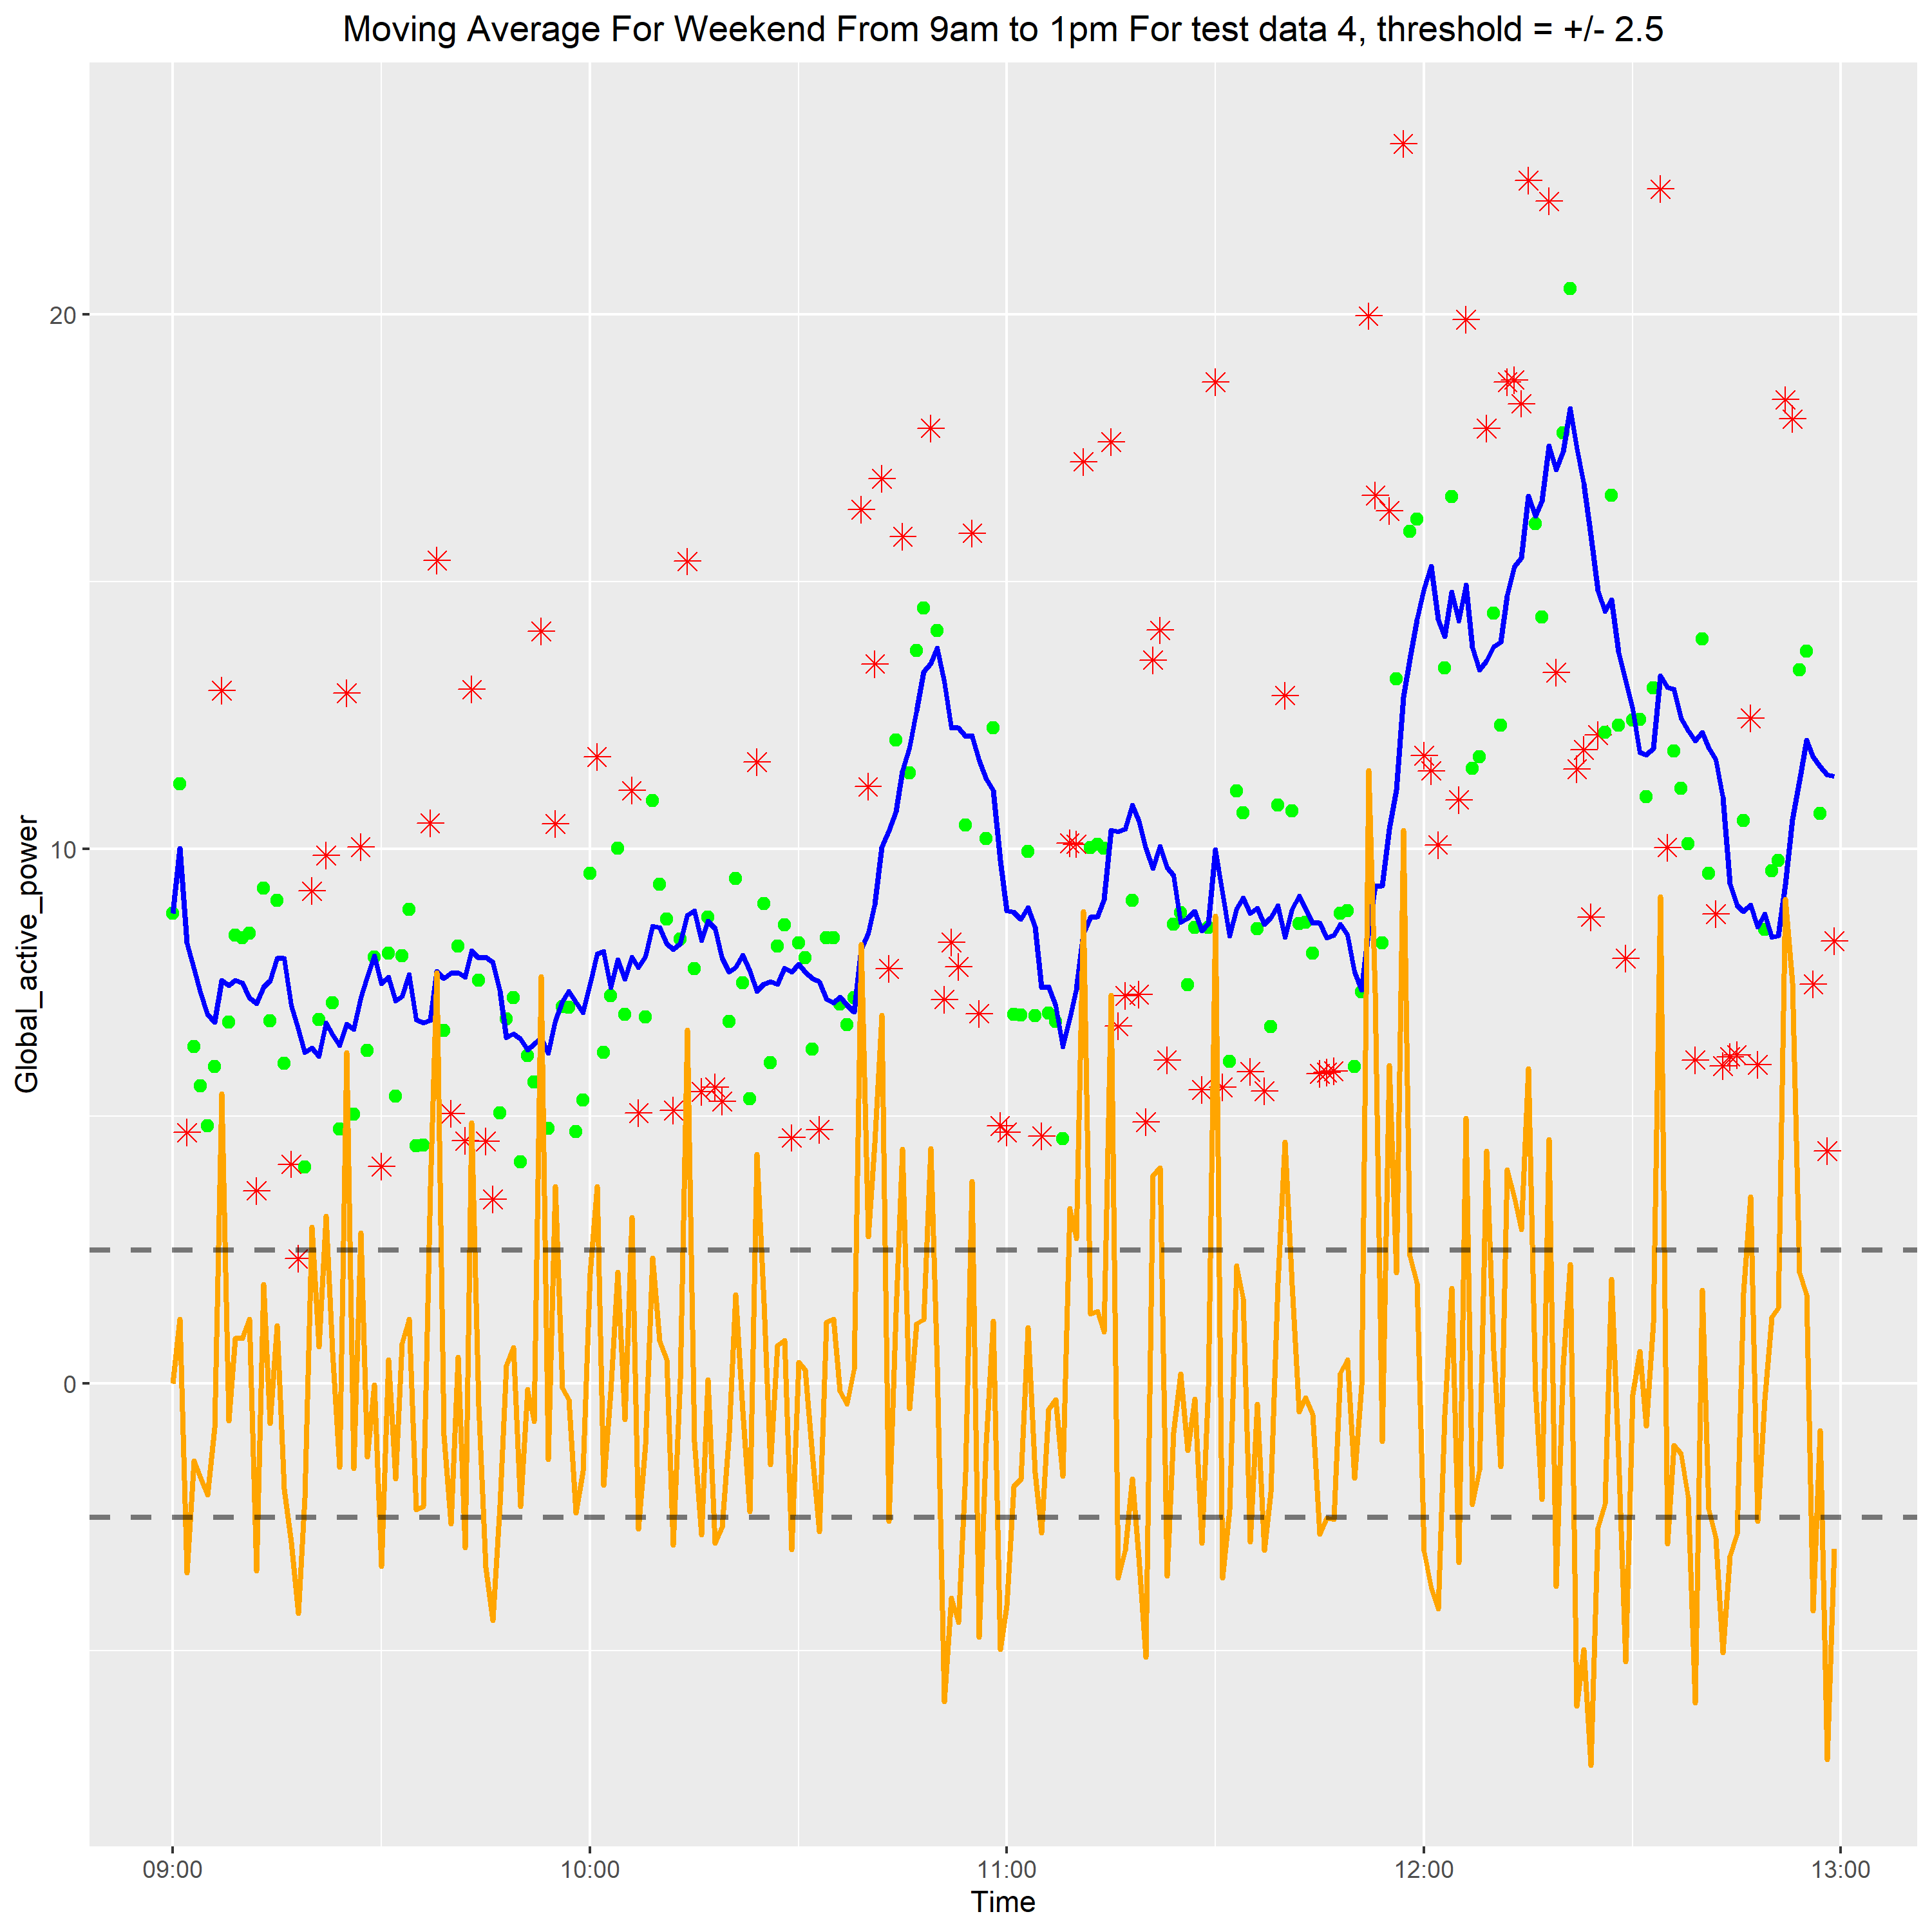 Moving Average For Weekend From 9am to 1pm For test data 4, threshold = +/- 2.5
Global_active_power
20
10
0
09:00
10:00
11:00
12:00
13:00
Time